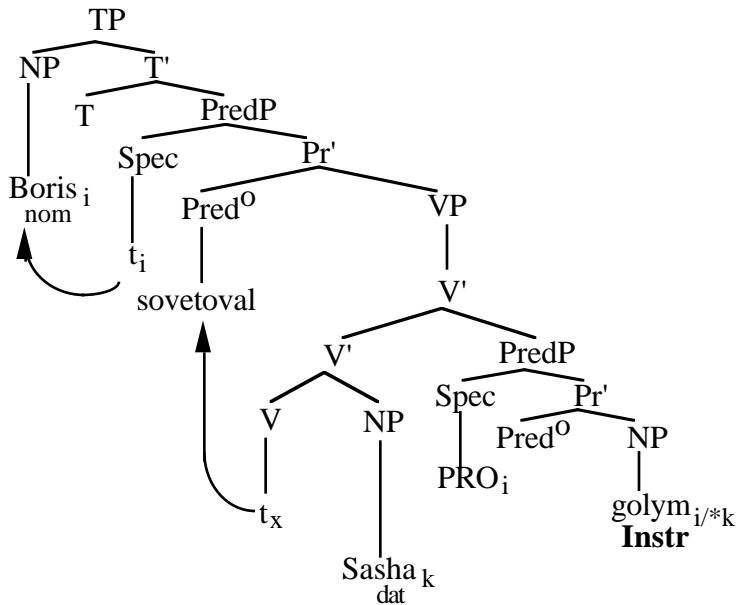 TP
NP T'
T PredP
Spec Pr'
Boris i
nom
Pred° VP
t i
sovetoval
V'
V' PredP
Spec Pr'
V NP Pred° NP
PRO i
t x golym i/*k
Instr
Sasha k
dat